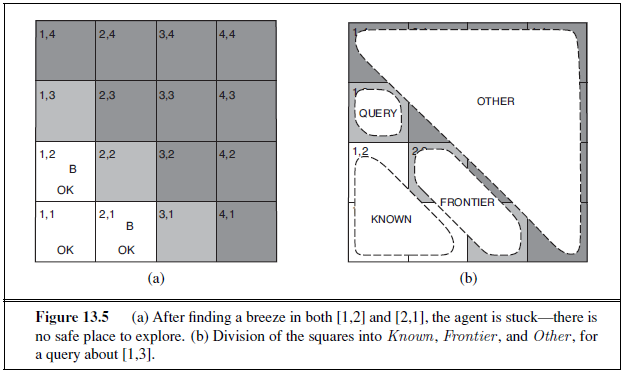 1,4 2,4 3,4 4,4
1,3 2,3 3,3 4,3
1,2 2,2 3,2 4,2
B
OK
1,1 2,1 3,1 4,1
B
OK OK
(a)
OTHER
QUERY
1,2
FRONTIER
KNOWN
(b)
Figure 13.5 (a) After finding a breeze in both [1,2] and [2,1], the agent is stuck—there is
no safe place to explore. (b) Division of the squares into Known, Frontier, and Other, for
a query about [1,3].